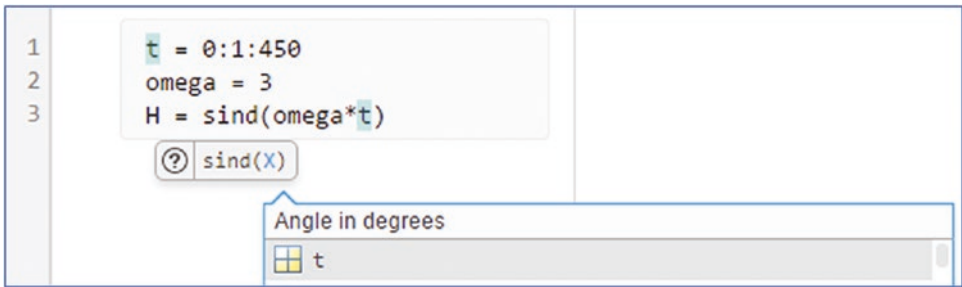 1 t = 0:1:450
2 omega = 3
3 H = sind(omega*t)
? sind(X)
Angle in degrees
t